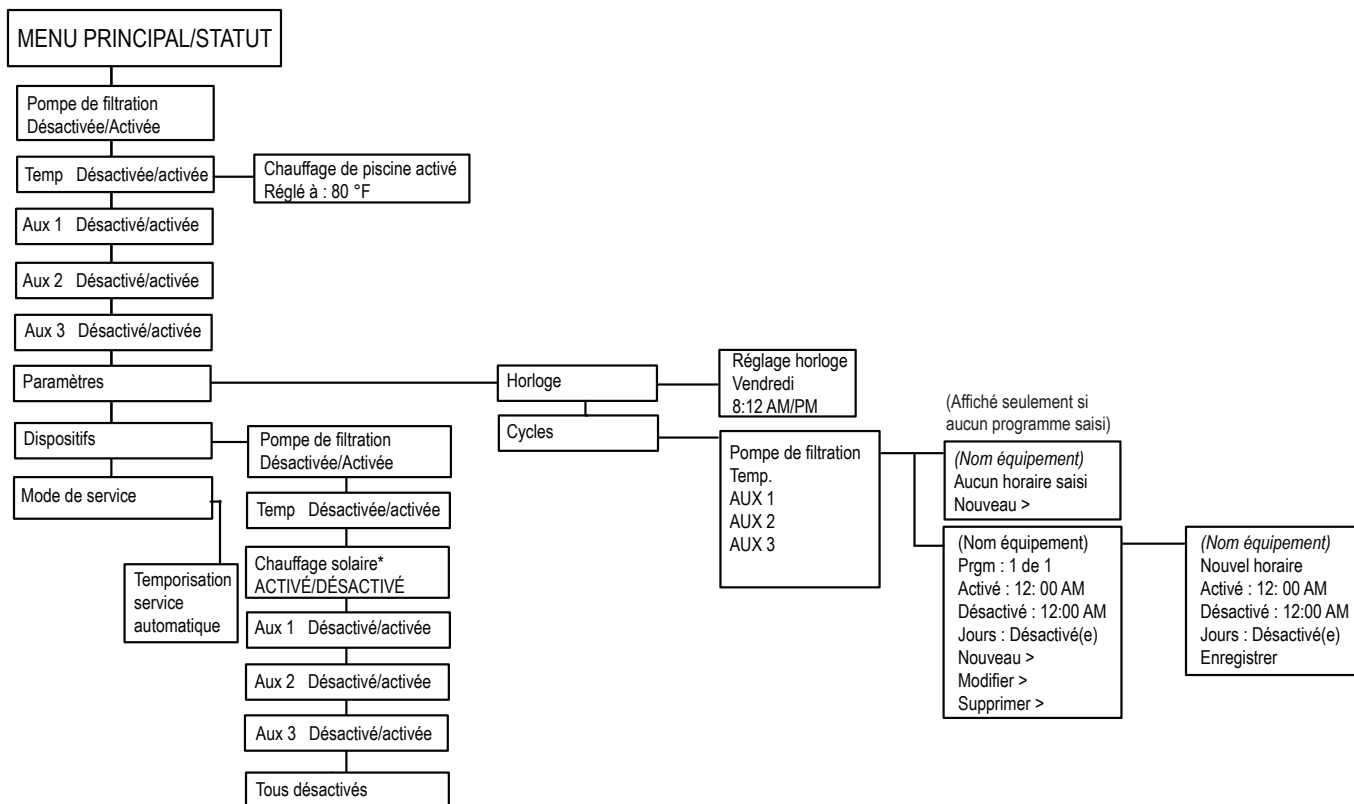 MENU PRINCIPAL/STATUT
Pompe de filtration
Désactivée/Activée
Temp Désactivée/activée
Chauffage de piscine activé
Réglé à : 80 °F
Aux 1 Désactivé/activée
Aux 2 Désactivé/activée
Aux 3 Désactivé/activée
Paramètres
Horloge
Réglage horloge
Vendredi
8:12 AM/PM
Cycles
Pompe de filtration
Temp.
AUX 1
AUX 2
AUX 3
(Affiché seulement si
aucun programme saisi)
(Nom équipement)
Aucun horaire saisi
Nouveau >
(Nom équipement)
Prgm : 1 de 1
Activé : 12: 00 AM
Désactivé : 12:00 AM
Jours : Désactivé(e)
Nouveau >
Modifier >
Supprimer >
(Nom équipement)
Nouvel horaire
Activé : 12: 00 AM
Désactivé : 12:00 AM
Jours : Désactivé(e)
Enregistrer
Dispositifs
Pompe de filtration
Désactivée/Activée
Temp Désactivée/activée
Chauffage solaire*
ACTIVÉ/DÉSACTIVÉ
Aux 1 Désactivé/activée
Aux 2 Désactivé/activée
Aux 3 Désactivé/activée
Tous désactivés
Mode de service
Temporisation
service
automatique